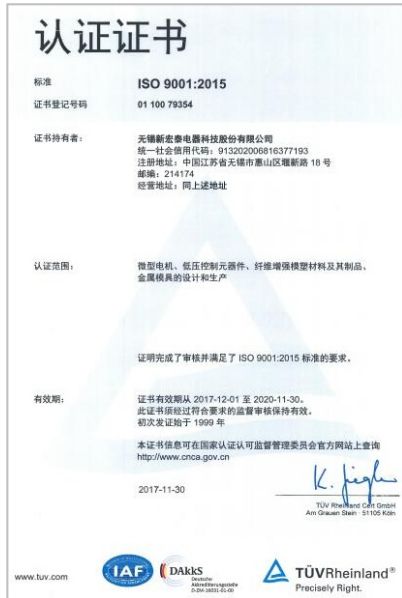 认证证书
标准 ISO 9001:2015
证书登记号码 01 100 79354
证书持有者： 无锡新宏泰电器科技股份有限公司
统一社会信用代码：913202006816377193
注册地址：中国江苏省无锡市惠山区堰新路 18 号
邮编：214174
经营地址：同上述地址
认证范围： 微型电机、低压控制元器件、纤维增强模塑材料及其制品、
金属模具的设计和生产
证明完成了审核并满足了 ISO 9001:2015 标准的要求。
有效期： 证书有效期从 2017-12-01 至 2020-11-30。
此证书须经过符合要求的监督审核保持有效。
初次发证始于 1999 年
本证书信息可在国家认证认可监督管理委员会官方网站上查询
http://www.cnca.gov.cn
2017-11-30
TÜV Rheinland Cert GmbH
Am Grauen Stein · 51105 Köln
www.tuv.com
IAF
DAkkS
Deutsche
Akkreditierungsstelle
D-ZM-16031-01-00
TÜVRheinland®
Precisely Right.